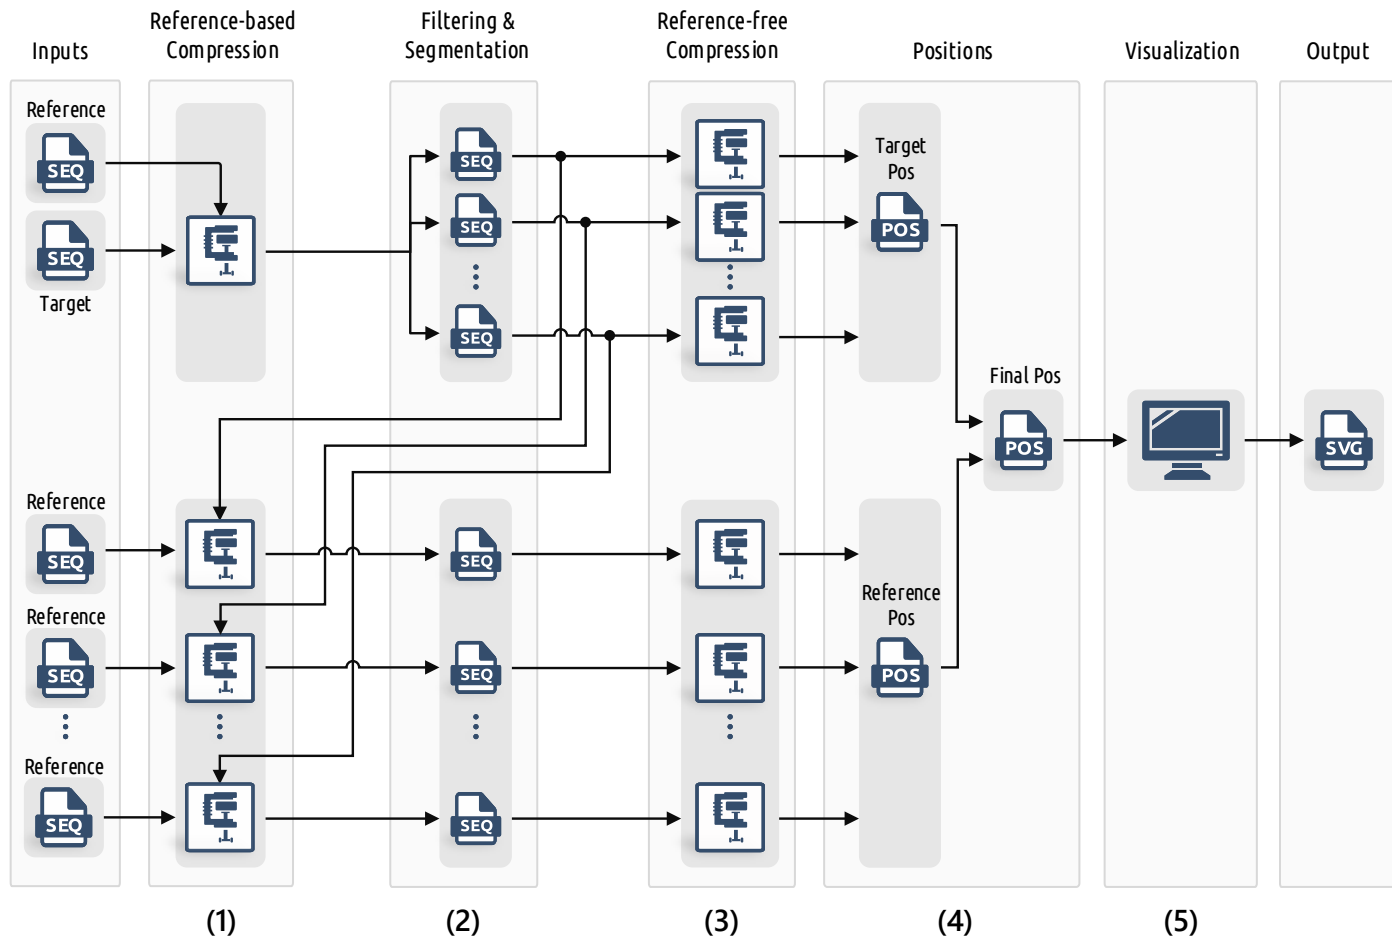 Inputs
Reference-based
Compression
Filtering &
Segmentation
Reference-free
Compression
Positions
Visualization
Output
Reference
SEQ
SEQ
Target
SEQ
SEQ
SEQ
Target
Pos
POS
Final Pos
POS
SVG
Reference
SEQ
SEQ
Reference
SEQ
SEQ
Reference
Pos
POS
Reference
SEQ
SEQ
(1)
(2)
(3)
(4)
(5)